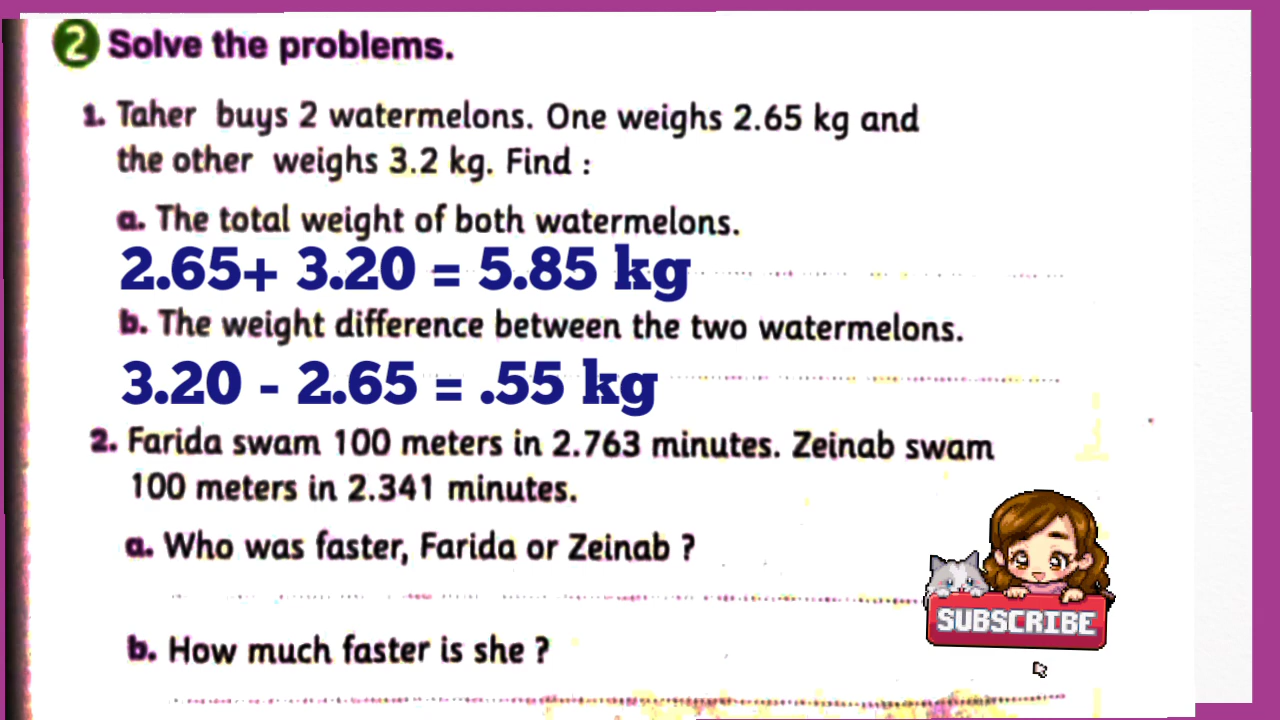 2 Solve the problems.
1. Taher buys 2 watermelons. One weighs 2.65 kg and
the other weighs 3.2 kg. Find :
a. The total weight of both watermelons.
2.65+ 3.20 = 5.85 kg
b. The weight difference between the two watermelons.
3.20 - 2.65 = .55 kg
2. Farida swam 100 meters in 2.763 minutes. Zeinab swam
100 meters in 2.341 minutes.
a. Who was faster, Farida or Zeinab ?
SUBSCRIBE
b. How much faster is she ?